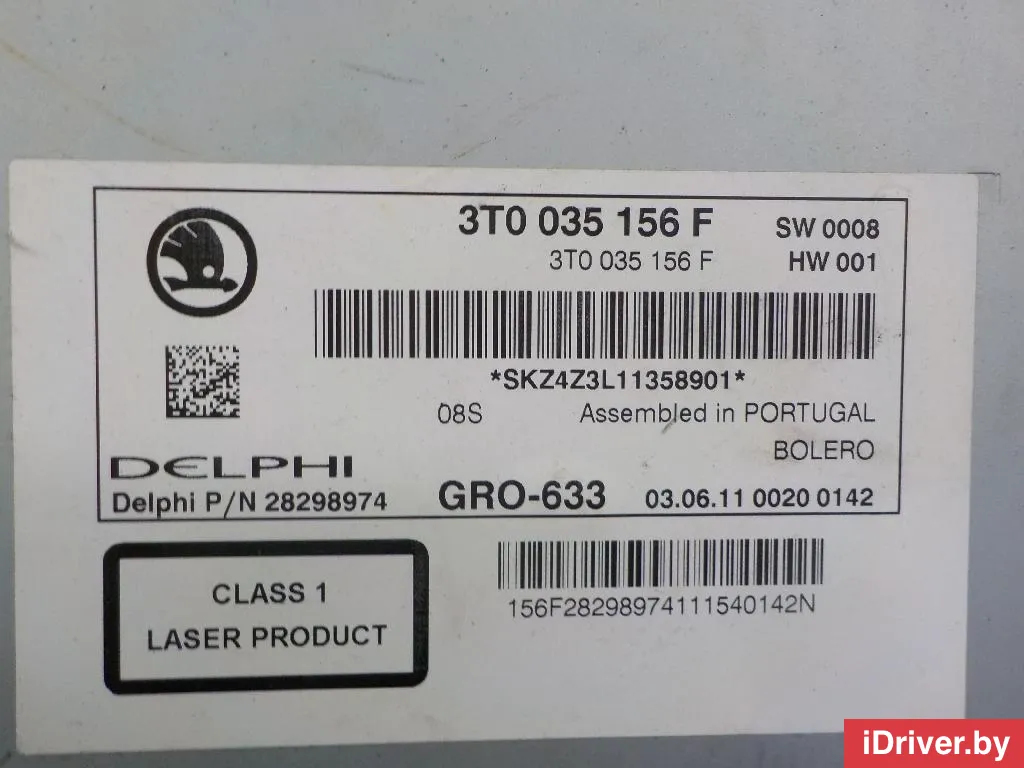 3T0 035 156 F SW 0008
3T0 035 156 F HW 001
*SKZ4Z3L11358901*
08S Assembled in PORTUGAL
BOLERO
DELPHI
Delphi P/N 28298974 GRO-633 03.06.11 0020 0142
CLASS 1
LASER PRODUCT
156F28298974111540142N
iDriver.by